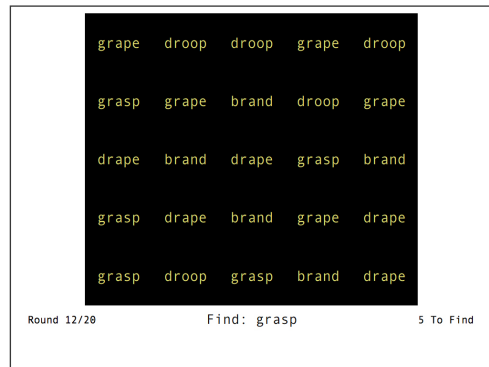 grape droop droop grape droop
grasp grape brand droop grape
drape brand drape grasp brand
grasp drape brand grape drape
grasp droop grasp brand drape
Round 12/20 Find: grasp 5 To Find